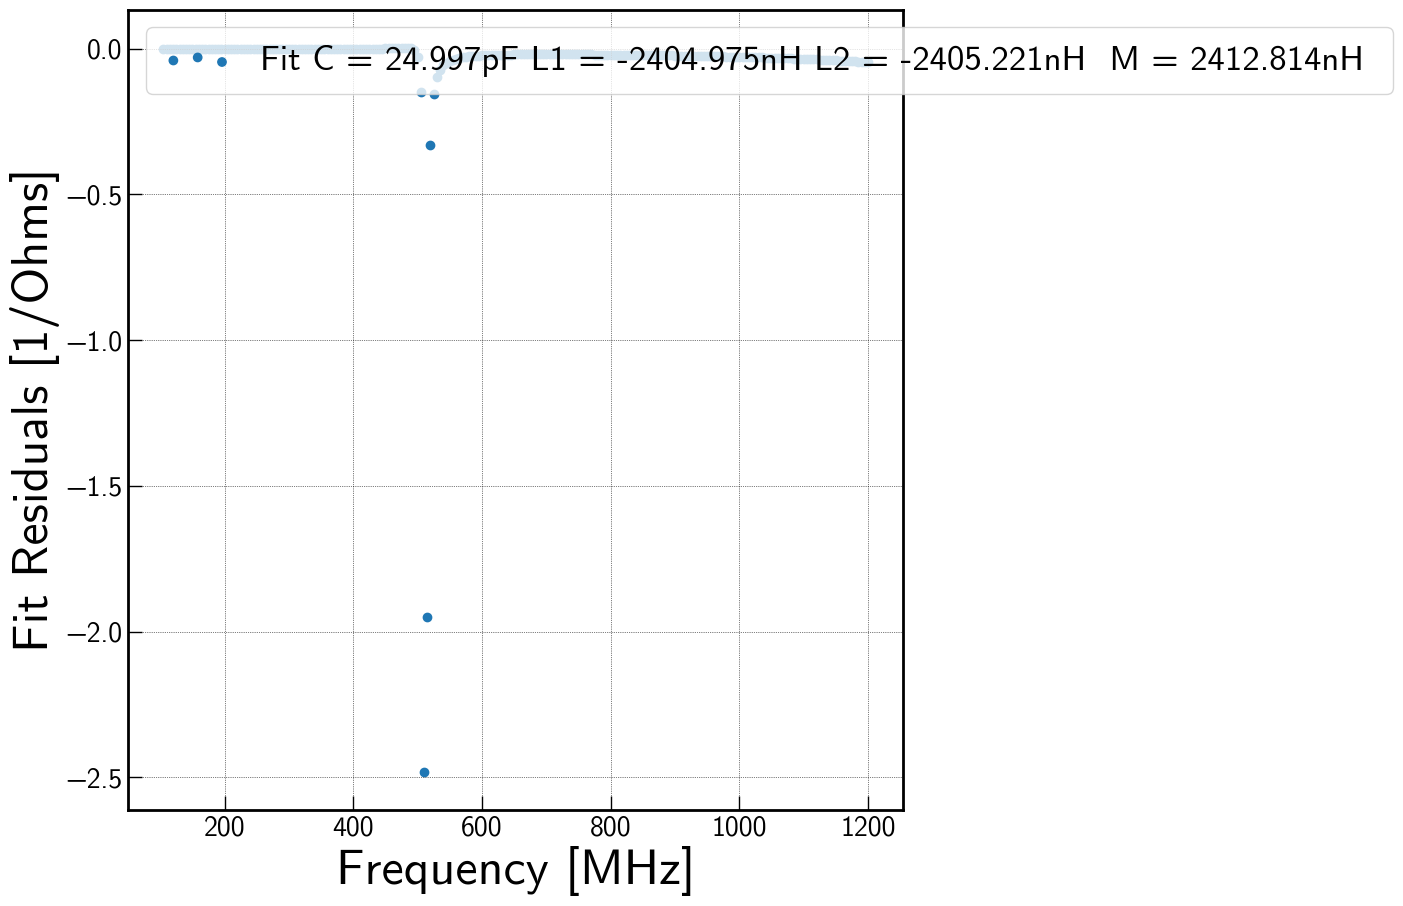 Fit C = 24.997pF L1 = -2404.975nH L2 = -2405.221nH M = 2412.814nH
0.0
−0.5
−1.0
−1.5
−2.0
−2.5
Fit Residuals [1/Ohms]
200 400 600 800 1000 1200
Frequency [MHz]